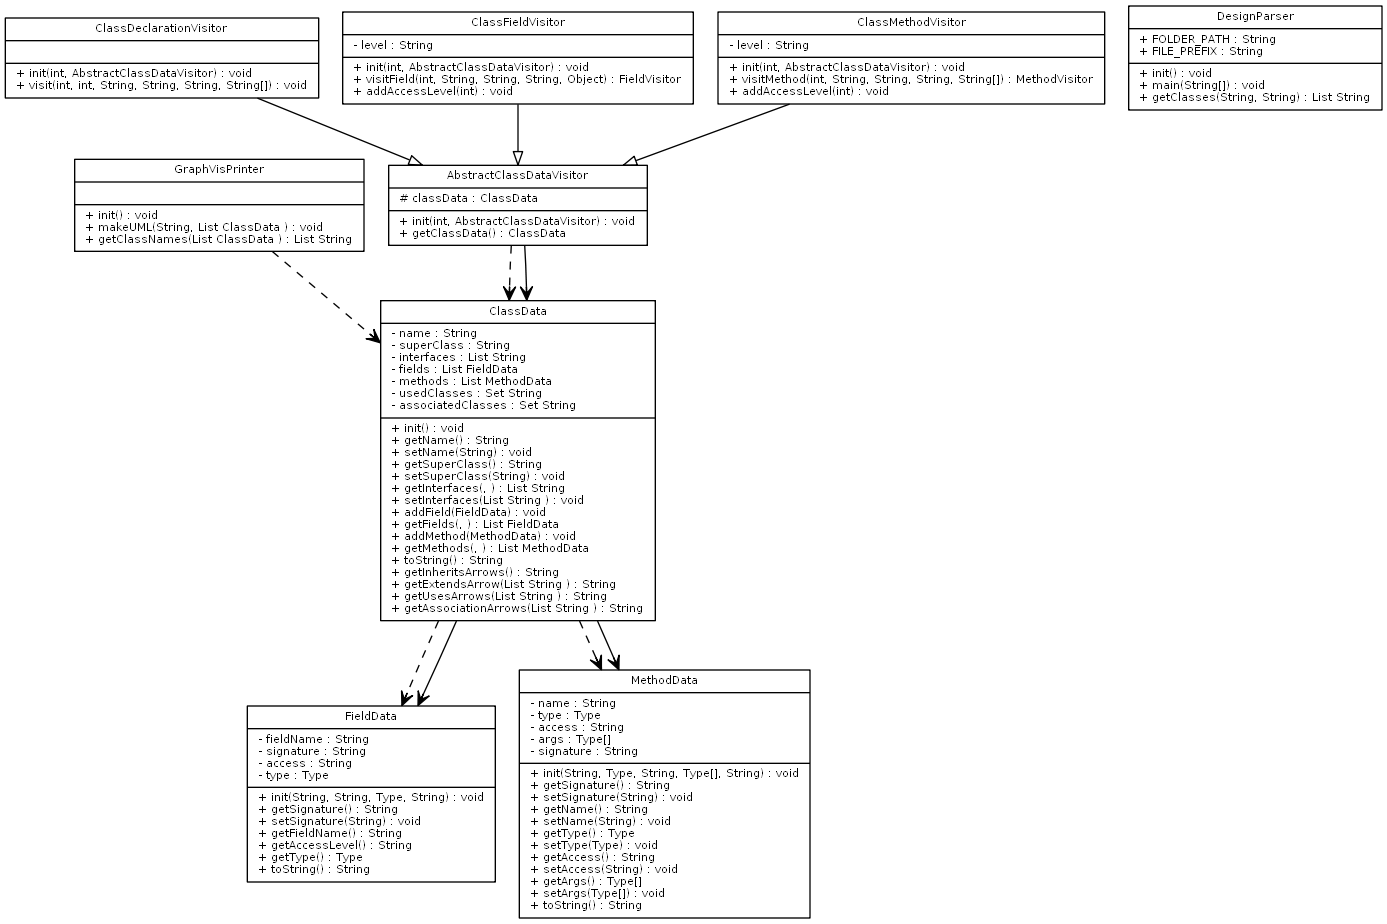 ClassDeclarationVisitor
+ init(int, AbstractClassDataVisitor) : void
+ visit(int, int, String, String, String, String[]) : void
ClassFieldVisitor
- level : String
+ init(int, AbstractClassDataVisitor) : void
+ visitField(int, String, String, String, Object) : FieldVisitor
+ addAccessLevel(int) : void
ClassMethodVisitor
- level : String
+ init(int, AbstractClassDataVisitor) : void
+ visitMethod(int, String, String, String, String[]) : MethodVisitor
+ addAccessLevel(int) : void
DesignParser
+ FOLDER_PATH : String
+ FILE_PREFIX : String
+ init() : void
+ main(String[]) : void
+ getClasses(String, String) : List String
GraphVisPrinter
+ init() : void
+ makeUML(String, List ClassData ) : void
+ getClassNames(List ClassData ) : List String
AbstractClassDataVisitor
# classData : ClassData
+ init(int, AbstractClassDataVisitor) : void
+ getClassData() : ClassData
ClassData
- name : String
- superClass : String
- interfaces : List String
- fields : List FieldData
- methods : List MethodData
- usedClasses : Set String
- associatedClasses : Set String
+ init() : void
+ getName() : String
+ setName(String) : void
+ getSuperClass() : String
+ setSuperClass(String) : void
+ getInterfaces(, ) : List String
+ setInterfaces(List String ) : void
+ addField(FieldData) : void
+ getFields(, ) : List FieldData
+ addMethod(MethodData) : void
+ getMethods(, ) : List MethodData
+ toString() : String
+ getInheritsArrows() : String
+ getExtendsArrow(List String ) : String
+ getUsesArrows(List String ) : String
+ getAssociationArrows(List String ) : String
FieldData
- fieldName : String
- signature : String
- access : String
- type : Type
+ init(String, String, Type, String) : void
+ getSignature() : String
+ setSignature(String) : void
+ getFieldName() : String
+ getAccessLevel() : String
+ getType() : Type
+ toString() : String
MethodData
- name : String
- type : Type
- access : String
- args : Type[]
- signature : String
+ init(String, Type, String, Type[], String) : void
+ getSignature() : String
+ setSignature(String) : void
+ getName() : String
+ setName(String) : void
+ getType() : Type
+ setType(Type) : void
+ getAccess() : String
+ setAccess(String) : void
+ getArgs() : Type[]
+ setArgs(Type[]) : void
+ toString() : String